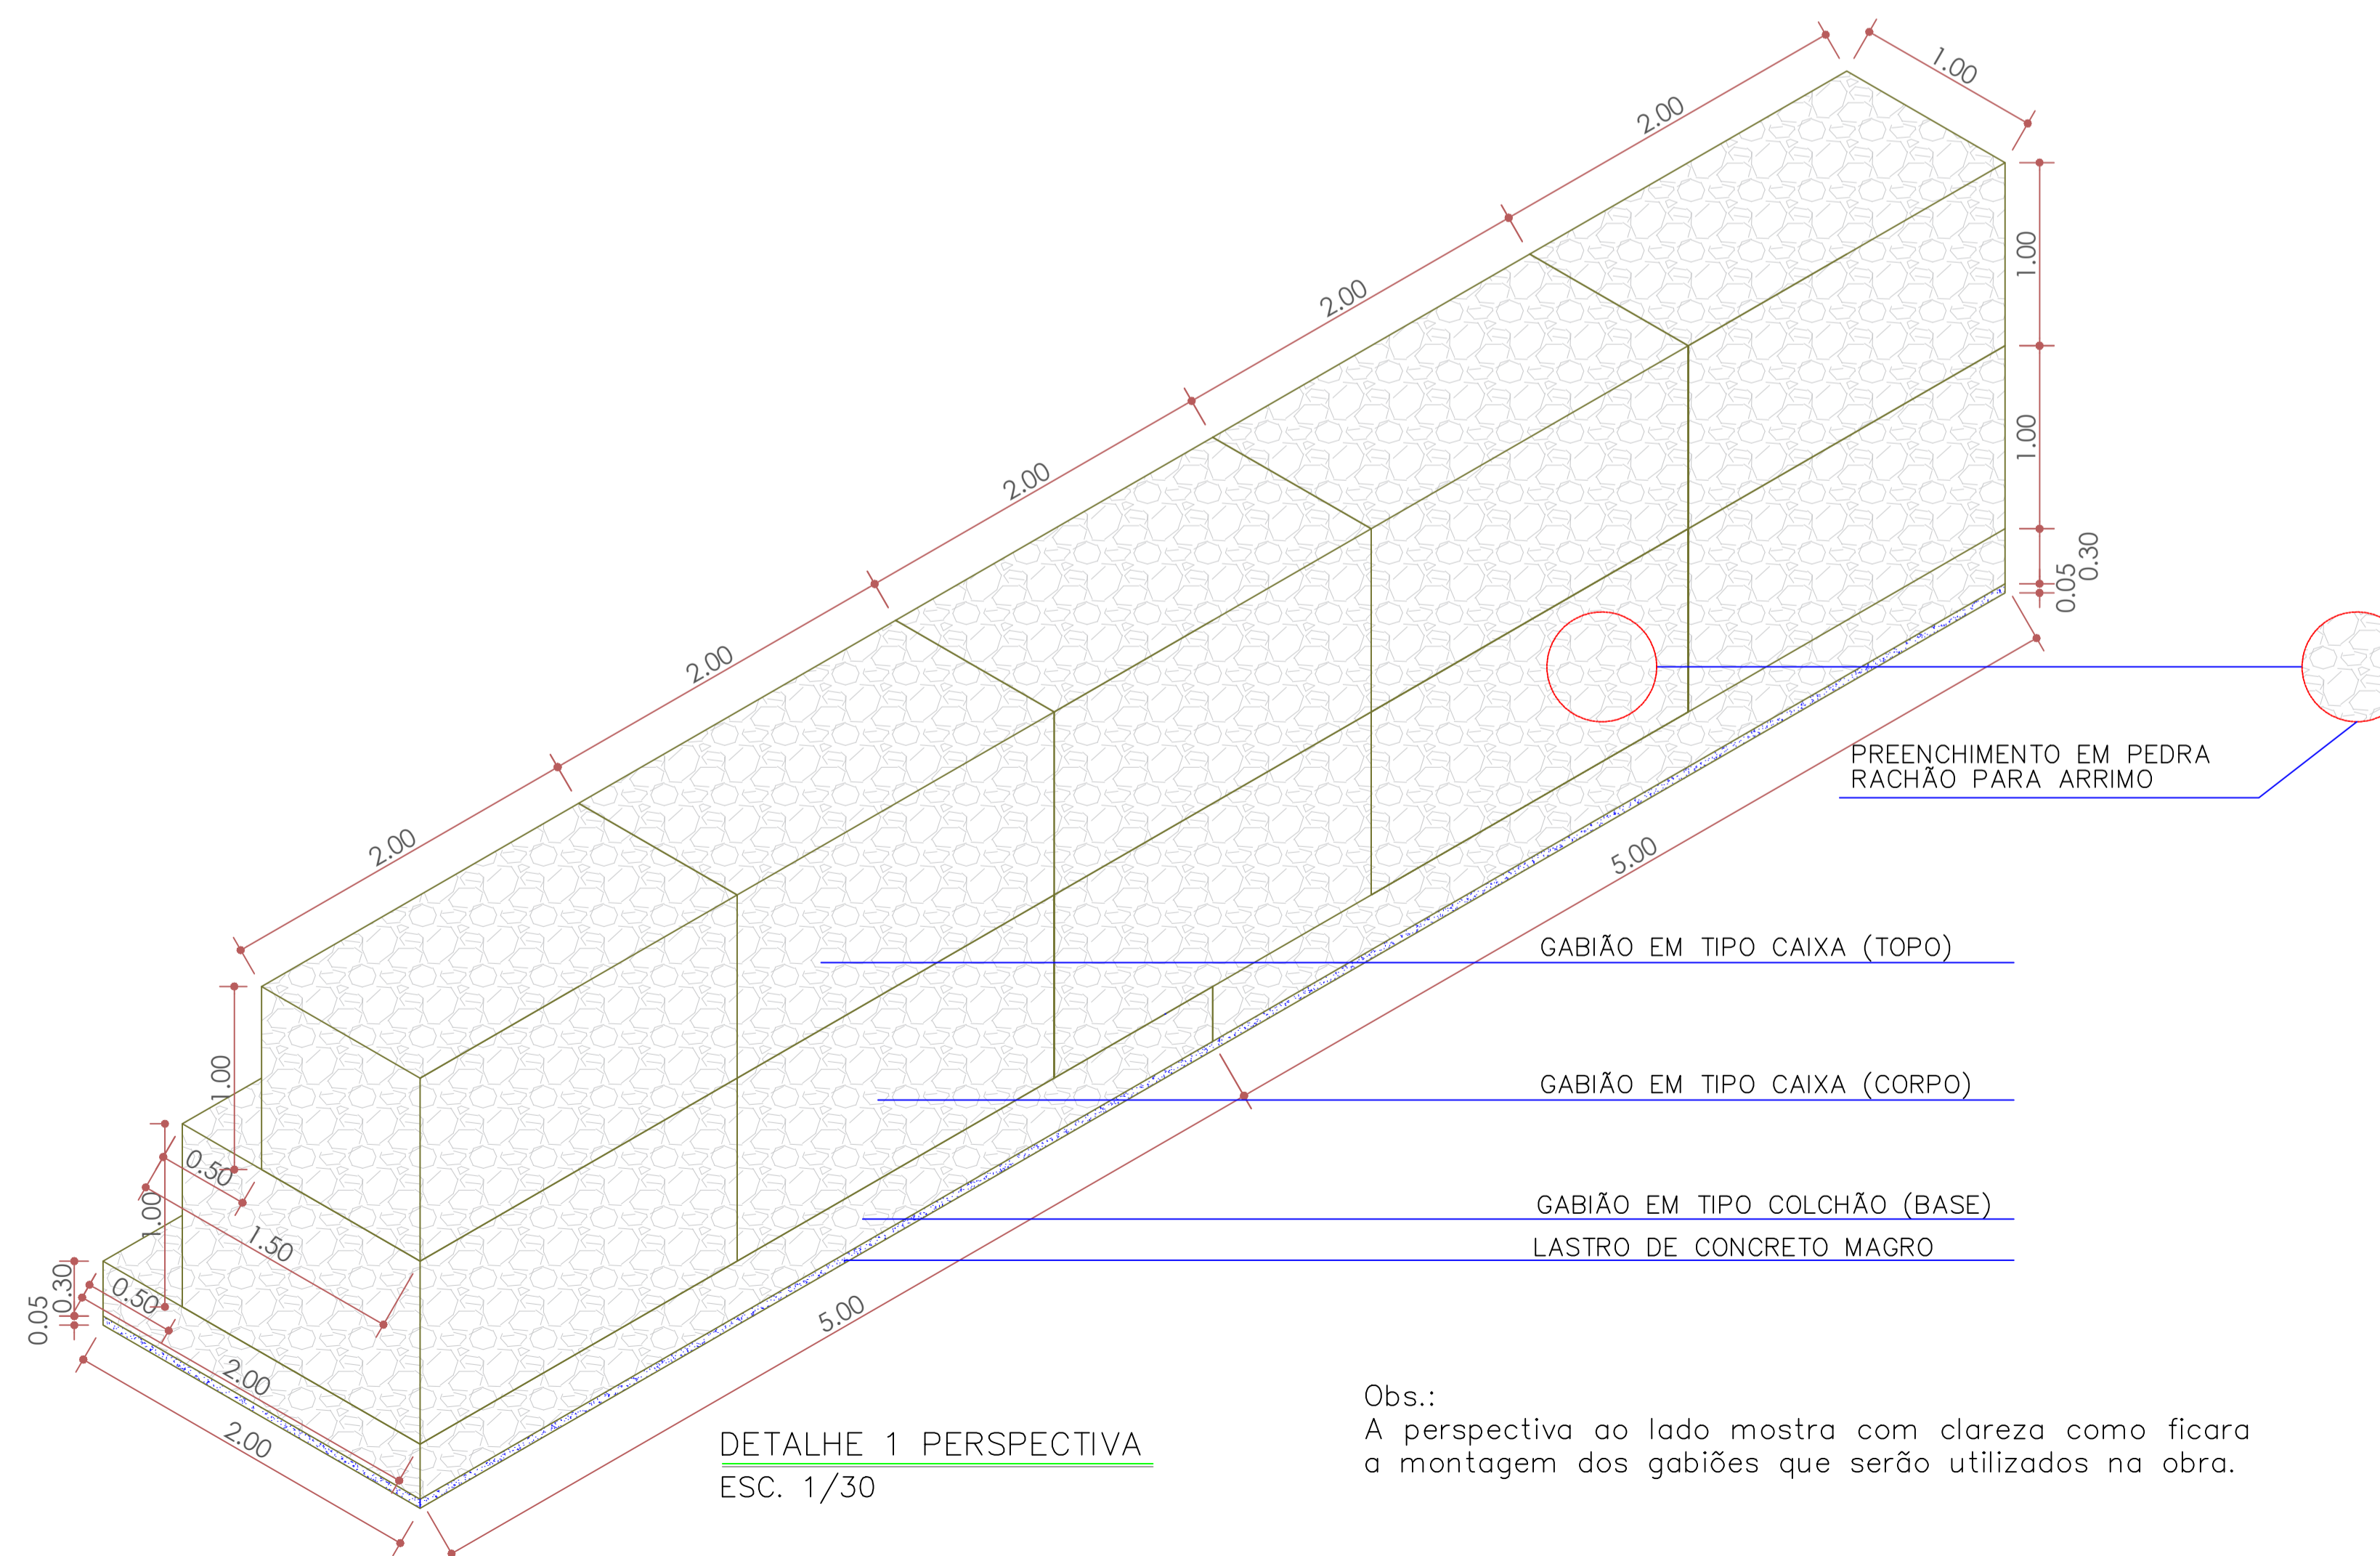 1.00
2.00
2.00
2.00
2.00
2.00
1.00
1.00
0.30
0.05
PREENCHIMENTO EM PEDRA
RACHÃO PARA ARRIMO
5.00
GABIÃO EM TIPO CAIXA (TOPO)
GABIÃO EM TIPO CAIXA (CORPO)
GABIÃO EM TIPO COLCHÃO (BASE)
LASTRO DE CONCRETO MAGRO
5.00
1.00
0.50
1.00
1.50
0.30
0.05
0.50
2.00
2.00
DETALHE 1 PERSPECTIVA
ESC. 1/30
Obs.:
A perspectiva ao lado mostra com clareza como ficara
a montagem dos gabiões que serão utilizados na obra.